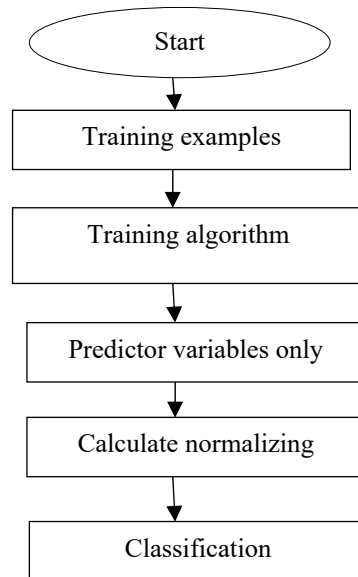 Start
Training examples
Training algorithm
Predictor variables only
Calculate normalizing
Classification